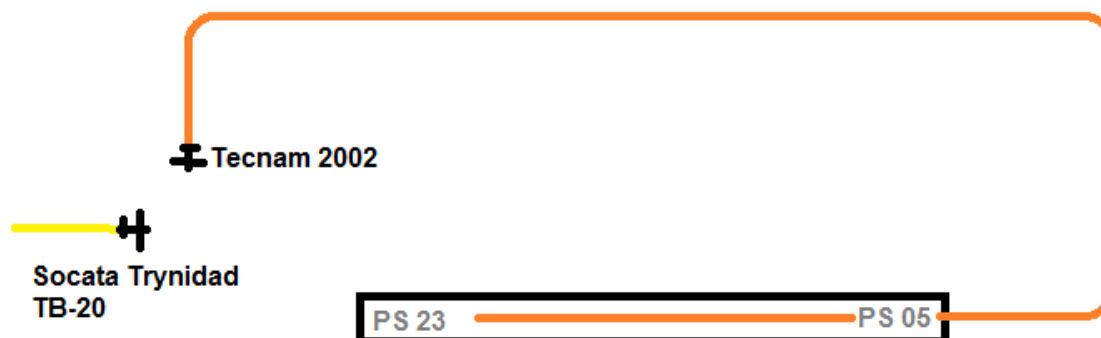 Tecnam 2002
Socata Trynidad
TB-20
PS 23
PS 05